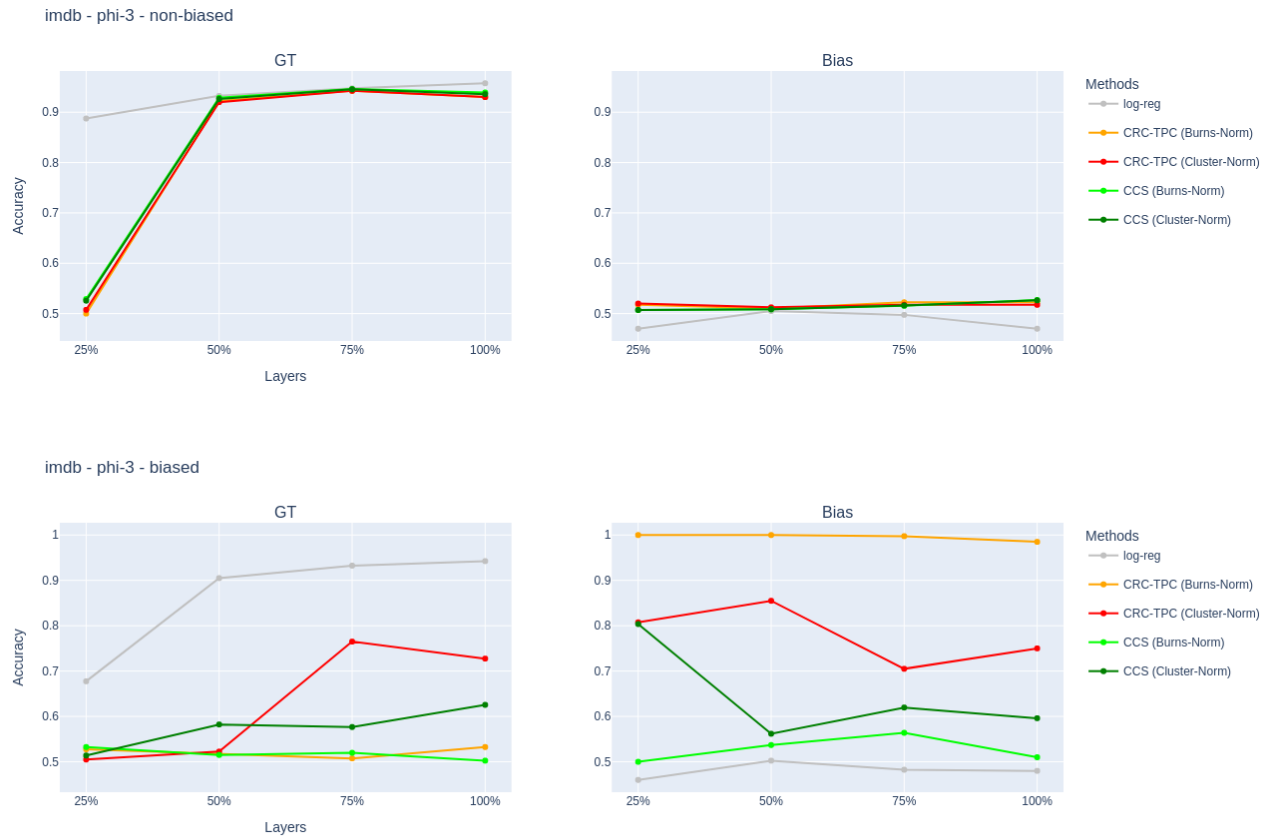 imdb - phi-3 - non-biased
GT
Bias
Methods
log-reg
CRC-TPC (Burns-Norm)
CRC-TPC (Cluster-Norm)
CCS (Burns-Norm)
CCS (Cluster-Norm)
Accuracy
0.9
0.8
0.7
0.6
0.5
25% 50% 75% 100%
Layers
0.9
0.8
0.7
0.6
0.5
25% 50% 75% 100%
imdb - phi-3 - biased
GT
Bias
Methods
log-reg
CRC-TPC (Burns-Norm)
CRC-TPC (Cluster-Norm)
CCS (Burns-Norm)
CCS (Cluster-Norm)
Accuracy
1
0.9
0.8
0.7
0.6
0.5
25% 50% 75% 100%
Layers
1
0.9
0.8
0.7
0.6
0.5
25% 50% 75% 100%